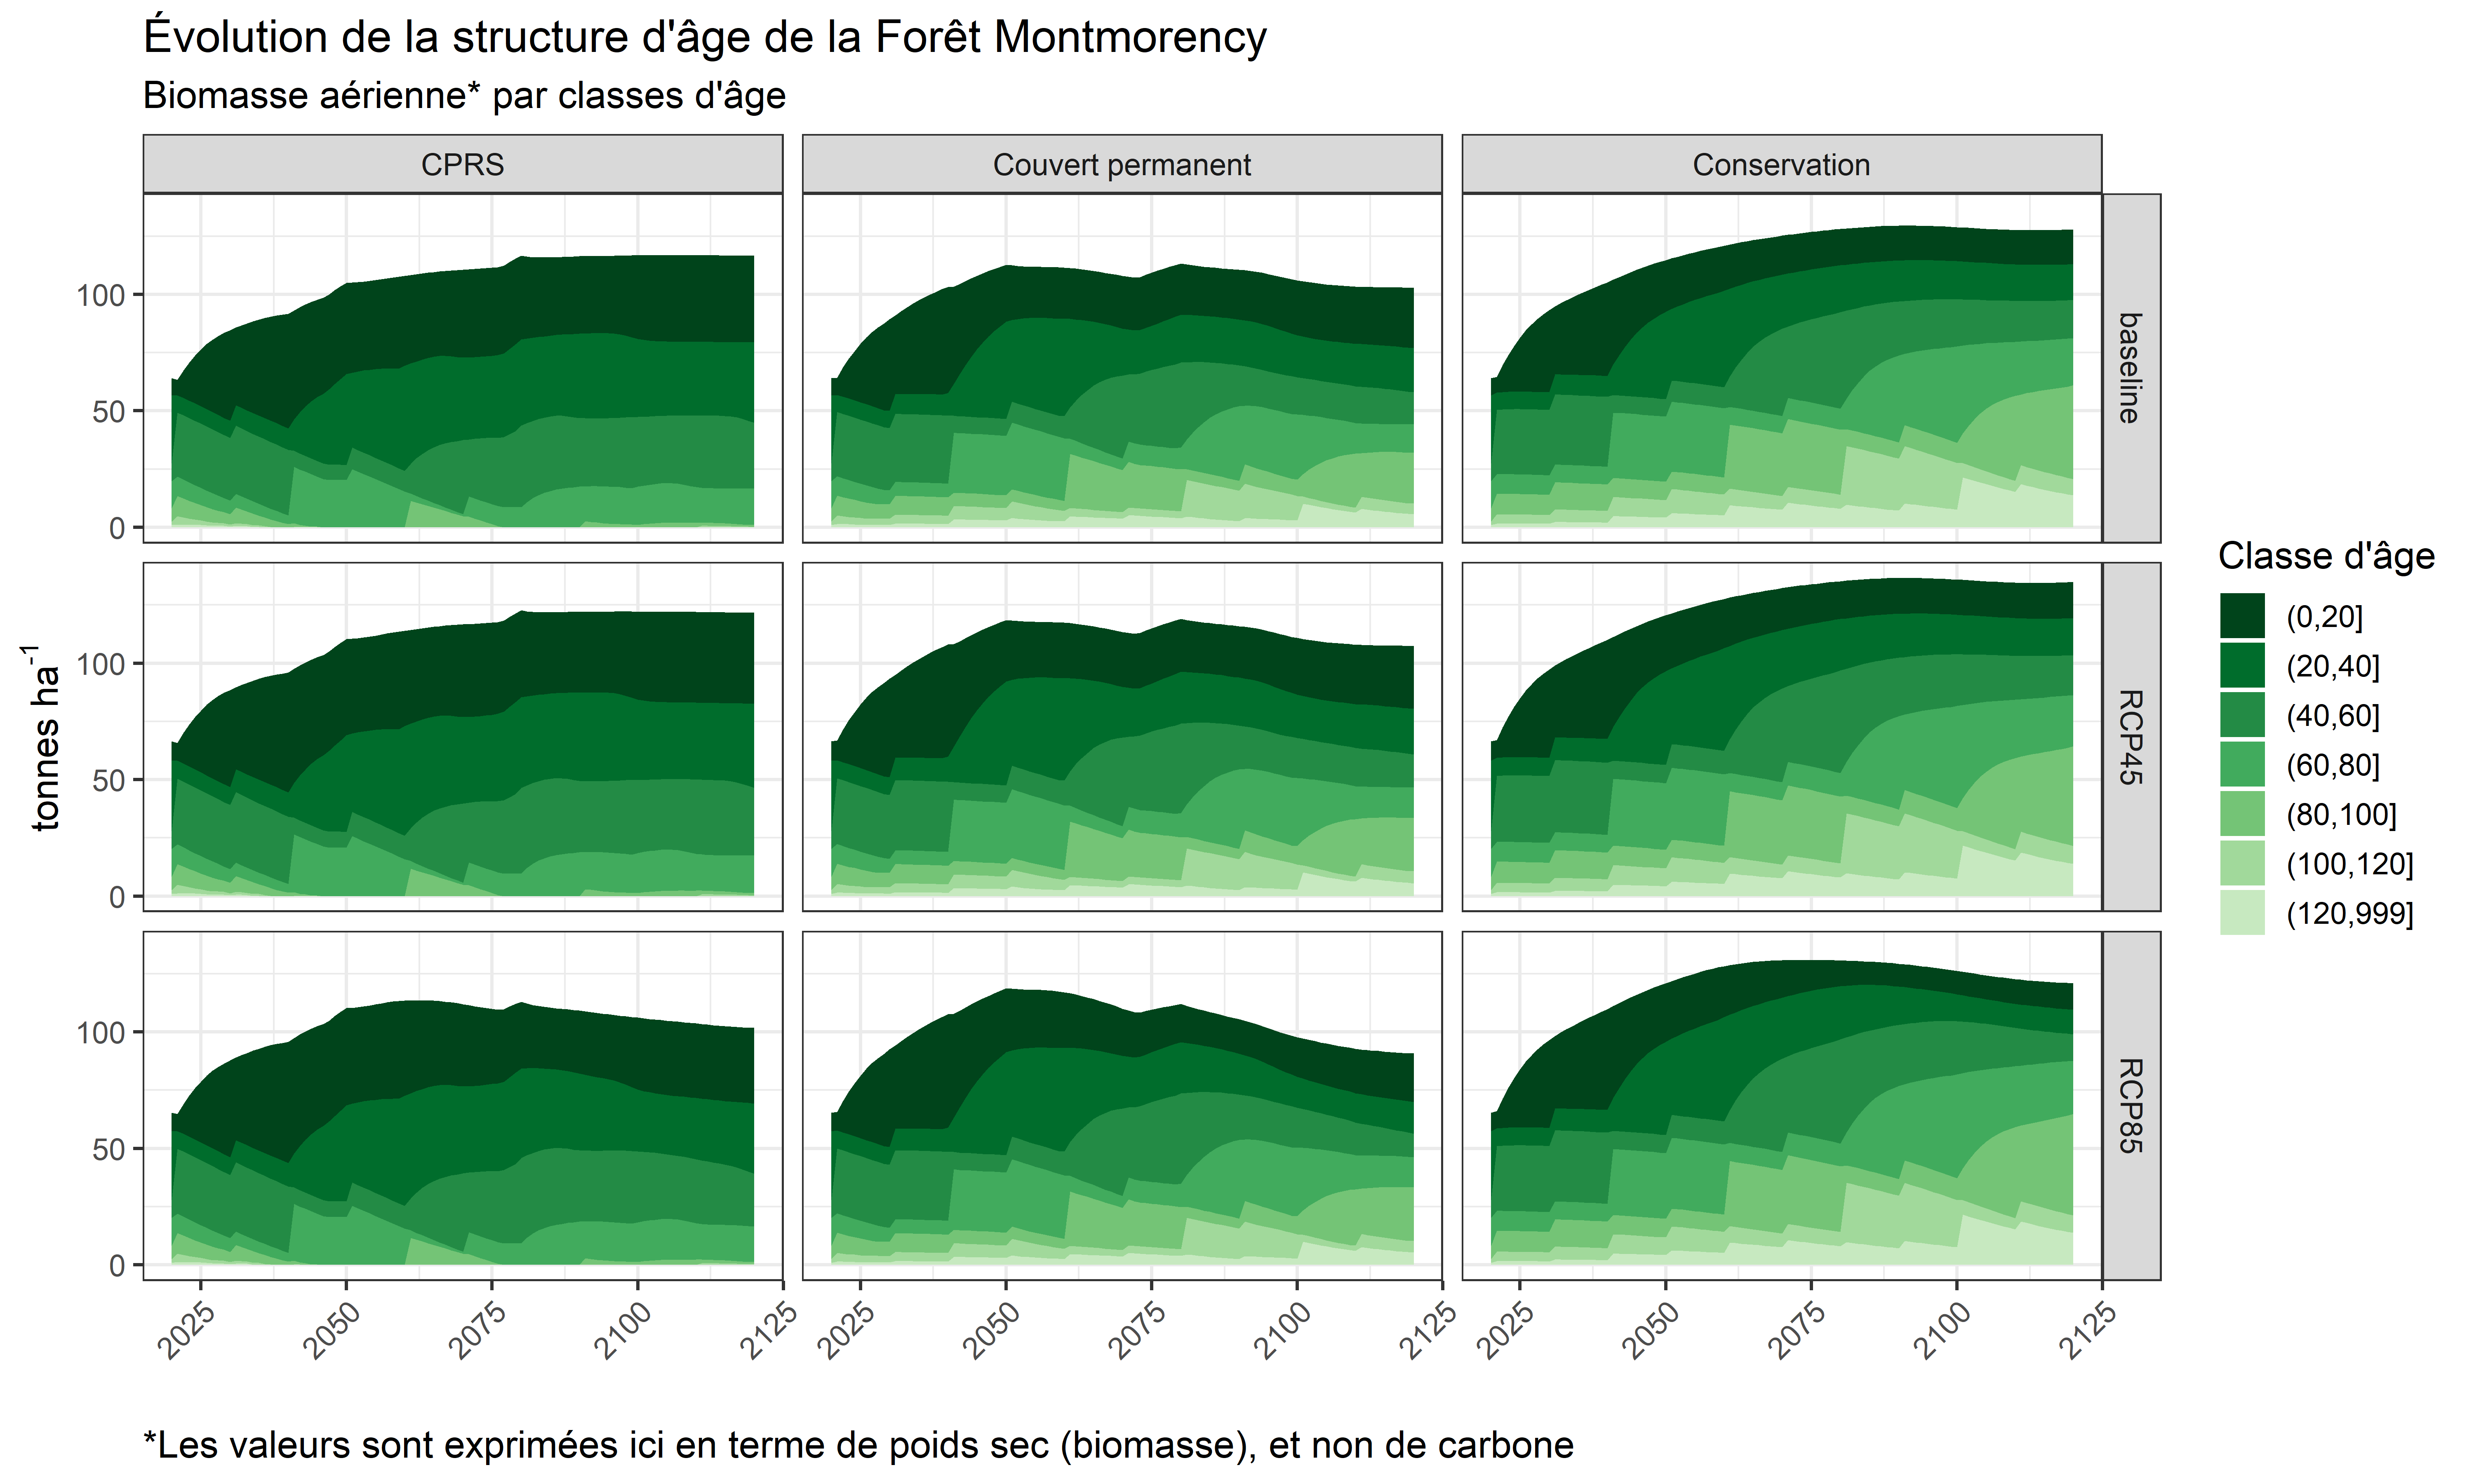 Évolution de la structure d'âge de la Forêt Montmorency
Biomasse aérienne* par classes d'âge
CPRS
Couvert permanent
Conservation
baseline
RCP45
RCP85
tonnes ha-1
100
50
0
100
50
0
100
50
0
2025
2050
2075
2100
2125
2025
2050
2075
2100
2125
2025
2050
2075
2100
2125
Classe d'âge
(0,20]
(20,40]
(40,60]
(60,80]
(80,100]
(100,120]
(120,999]
*Les valeurs sont exprimées ici en terme de poids sec (biomasse), et non de carbone